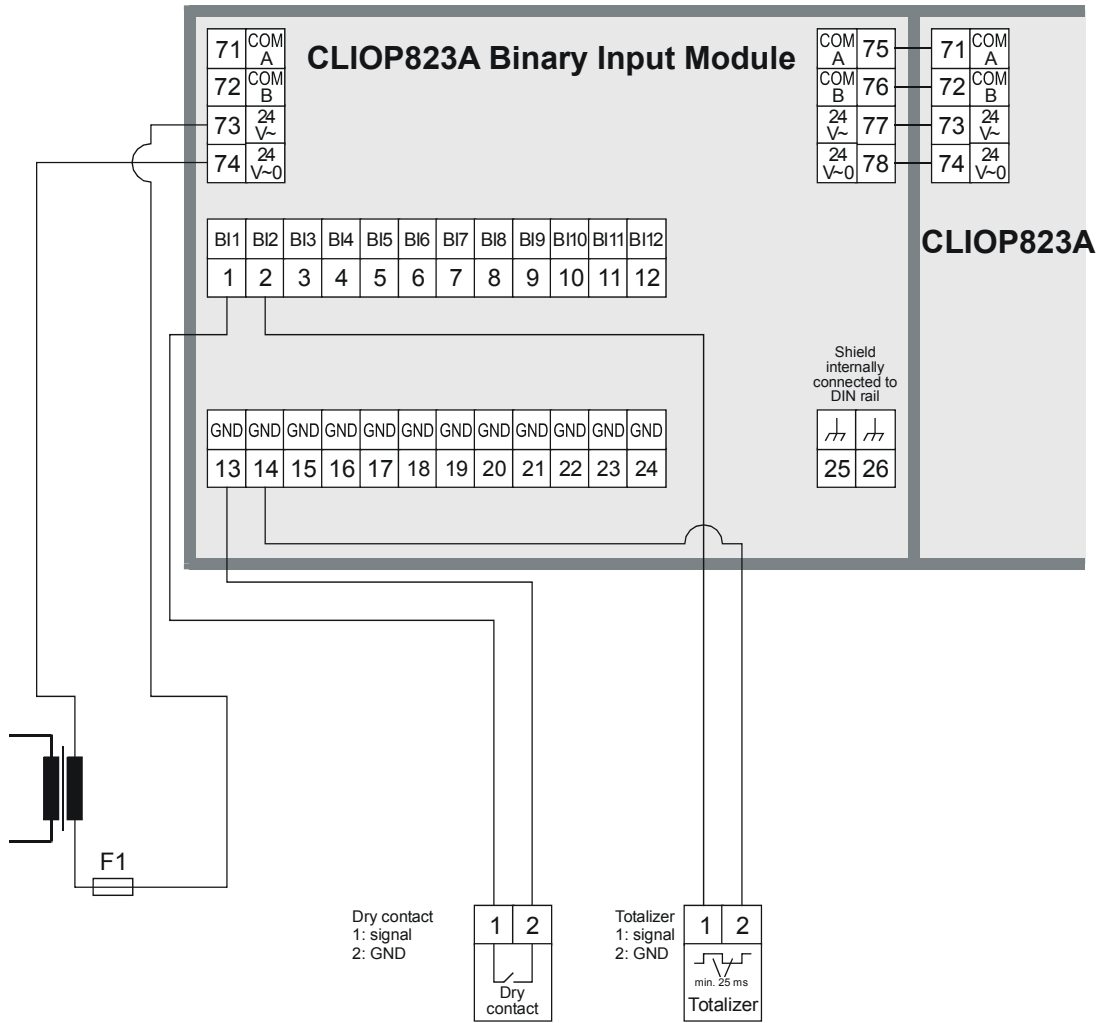 CLIOP823A Binary Input Module
71 COM A
72 COM B
73 24 V~
74 24 V~0
COM A 75
COM B 76
24 V~ 77
24 V~0 78
71 COM A
72 COM B
73 24 V~
74 24 V~0
CLIOP823A
BI1 BI2 BI3 BI4 BI5 BI6 BI7 BI8 BI9 BI10 BI11 BI12
1 2 3 4 5 6 7 8 9 10 11 12
Shield
internally
connected to
DIN rail
GND GND GND GND GND GND GND GND GND GND GND GND
13 14 15 16 17 18 19 20 21 22 23 24
25 26
F1
Dry contact
1: signal
2: GND
1 2
Dry
contact
Totalizer
1: signal
2: GND
1 2
min. 25 ms
Totalizer